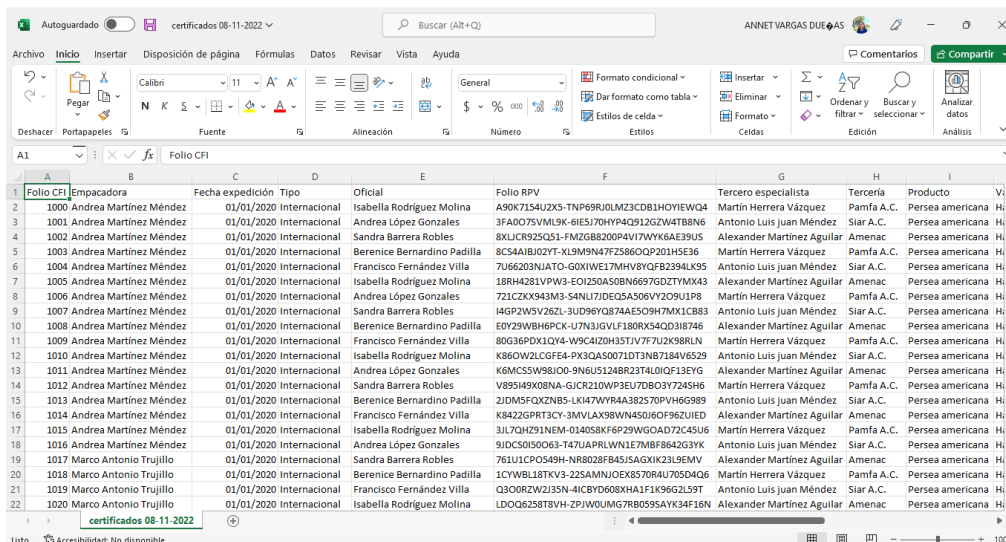 Autoguardado certificados 08-11-2022 Buscar (Alt+Q) ANNET VARGAS DUE�AS
Archivo Inicio Insertar Disposición de página Fórmulas Datos Revisar Vista Ayuda Comentarios Compartir
Pegar Calibri 11 General Formato condicional Insertar
Dar formato como tabla Eliminar Ordenar y filtrar Buscar y seleccionar Analizar datos
N K S $ % 000 Estilos de celda Formato
Deshacer Portapapeles Fuente Alineación Número Estilos Celdas Edición Análisis
A1 fx Folio CFI
A B C D E F G H I
1 Folio CFI Empacadora Fecha expedición Tipo Oficial Folio RPV Tercero especialista Tercería Producto
2 1000 Andrea Martínez Méndez 01/01/2020 Internacional Isabella Rodríguez Molina A90K7154U2X5-TNP69RJ0LMZ3CDB1HOYIEWQ4 Martín Herrera Vázquez Pamfa A.C. Persea americana
3 1001 Andrea Martínez Méndez 01/01/2020 Internacional Andrea López Gonzales 3FA0O7SVML9K-6IE5J70HYP4Q912GZW4TB8N6 Antonio Luis juan Méndez Siar A.C. Persea americana
4 1002 Andrea Martínez Méndez 01/01/2020 Internacional Sandra Barrera Robles 8XLJCR925Q51-FMZGB8200P4VI7WYK6AE39US Alexander Martínez Aguilar Amenac Persea americana
5 1003 Andrea Martínez Méndez 01/01/2020 Internacional Berenice Bernardino Padilla 8CS4AIBJ02YT-XL9M9N47FZ586OQP201H5E36 Martín Herrera Vázquez Pamfa A.C. Persea americana
6 1004 Andrea Martínez Méndez 01/01/2020 Internacional Francisco Fernández Villa 7U66203NJATO-G0XIWE17MHV8YQFB2394LK95 Antonio Luis juan Méndez Siar A.C. Persea americana
7 1005 Andrea Martínez Méndez 01/01/2020 Internacional Isabella Rodríguez Molina 18RH4281VPW3-EOI250AS0BN6697GDZTYMX43 Alexander Martínez Aguilar Amenac Persea americana
8 1006 Andrea Martínez Méndez 01/01/2020 Internacional Andrea López Gonzales 721CZKX943M3-S4NLI7JDEQ5A506VY2O9U1P8 Martín Herrera Vázquez Pamfa A.C. Persea americana
9 1007 Andrea Martínez Méndez 01/01/2020 Internacional Sandra Barrera Robles I4GP2W5V26ZL-3UD96YQ874AE5O9H7MX1CB83 Antonio Luis juan Méndez Siar A.C. Persea americana
10 1008 Andrea Martínez Méndez 01/01/2020 Internacional Berenice Bernardino Padilla E0Y29WBH6PCK-U7N3JGVLF180RX54QD3I8746 Alexander Martínez Aguilar Amenac Persea americana
11 1009 Andrea Martínez Méndez 01/01/2020 Internacional Francisco Fernández Villa 80G36PDX1QY4-W9C4IZ0H35TJV7F7U2K98RLN Martín Herrera Vázquez Pamfa A.C. Persea americana
12 1010 Andrea Martínez Méndez 01/01/2020 Internacional Isabella Rodríguez Molina K86OW2LCGFE4-PX3QAS0071DT3NB7184V6529 Antonio Luis juan Méndez Siar A.C. Persea americana
13 1011 Andrea Martínez Méndez 01/01/2020 Internacional Andrea López Gonzales K6MCS5W98JO0-9N6U5124BR23T4L0IQF13EYG Alexander Martínez Aguilar Amenac Persea americana
14 1012 Andrea Martínez Méndez 01/01/2020 Internacional Sandra Barrera Robles V895I49X08NA-GJCR210WP3EU7DBO3Y724SH6 Martín Herrera Vázquez Pamfa A.C. Persea americana
15 1013 Andrea Martínez Méndez 01/01/2020 Internacional Berenice Bernardino Padilla 2JDM5FQXZNB5-LKI47WYR4A382S70PVH6G989 Antonio Luis juan Méndez Siar A.C. Persea americana
16 1014 Andrea Martínez Méndez 01/01/2020 Internacional Francisco Fernández Villa K8422GPRT3CY-3MVLAX98WN4S0J6OF96ZUIED Alexander Martínez Aguilar Amenac Persea americana
17 1015 Andrea Martínez Méndez 01/01/2020 Internacional Isabella Rodríguez Molina 3JL7QHZ91NEM-0140S8KF6P29WGOAD72C45U6 Martín Herrera Vázquez Pamfa A.C. Persea americana
18 1016 Andrea Martínez Méndez 01/01/2020 Internacional Andrea López Gonzales 9JDCS0I50O63-T47UAPRLWN1E7MBF8642G3YK Antonio Luis juan Méndez Siar A.C. Persea americana
19 1017 Marco Antonio Trujillo 01/01/2020 Internacional Sandra Barrera Robles 761U1CPO549H-NR8028FB45JSAGXIK23L9EMV Alexander Martínez Aguilar Amenac Persea americana
20 1018 Marco Antonio Trujillo 01/01/2020 Internacional Berenice Bernardino Padilla 1CYWBL18TKV3-22SAMNJOEX8570R4U705D4Q6 Martín Herrera Vázquez Pamfa A.C. Persea americana
21 1019 Marco Antonio Trujillo 01/01/2020 Internacional Francisco Fernández Villa Q3O0RZW2J35N-4ICBYD608XHA1F1K96G2L59T Antonio Luis juan Méndez Siar A.C. Persea americana
22 1020 Marco Antonio Trujillo 01/01/2020 Internacional Isabella Rodríguez Molina LDOQ6258T8VH-ZPJW0UMG7RB059SAYK34F16N Alexander Martínez Aguilar Amenac Persea americana
certificados 08-11-2022
Listo Accesibilidad: No disponible